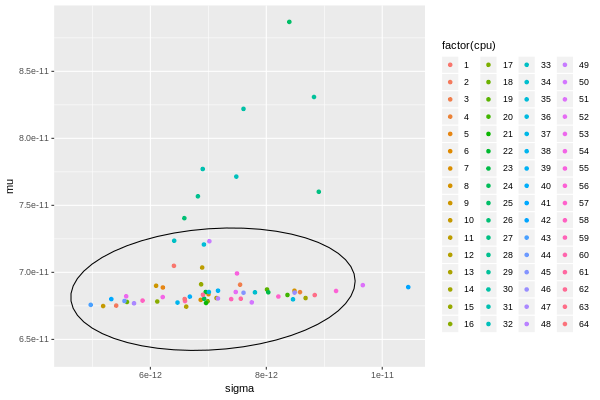 factor(cpu)
1 17 33 49
2 18 34 50
3 19 35 51
4 20 36 52
5 21 37 53
6 22 38 54
7 23 39 55
8 24 40 56
9 25 41 57
10 26 42 58
11 27 43 59
12 28 44 60
13 29 45 61
14 30 46 62
15 31 47 63
16 32 48 64
mu
8.5e-11
8.0e-11
7.5e-11
7.0e-11
6.5e-11
6e-12 8e-12 1e-11
sigma